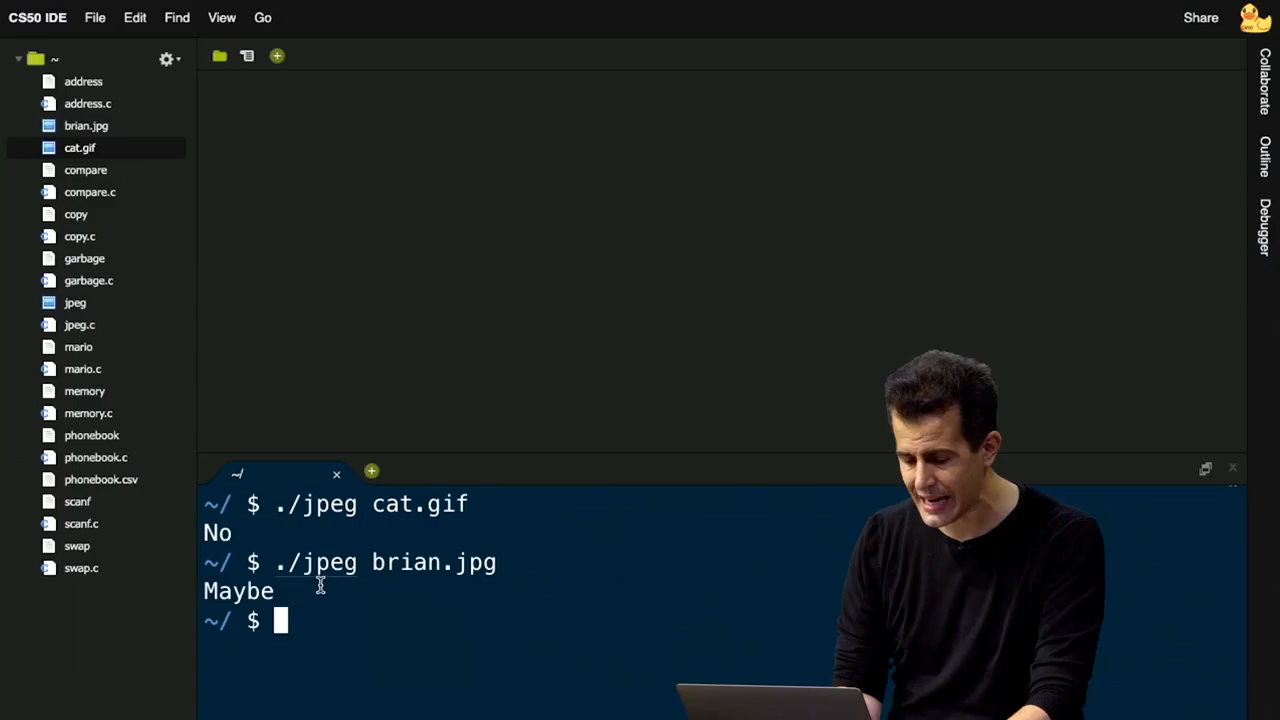 CS50 IDE File Edit Find View Go Share
~
address
address.c
brian.jpg
cat.gif
compare
compare.c
copy
copy.c
garbage
garbage.c
jpeg
jpeg.c
mario
mario.c
memory
memory.c
phonebook
phonebook.c
phonebook.csv
scanf
scanf.c
swap
swap.c
~/
~/ $ ./jpeg cat.gif
No
~/ $ ./jpeg brian.jpg
Maybe
~/ $
Collaborate
Outline
Debugger